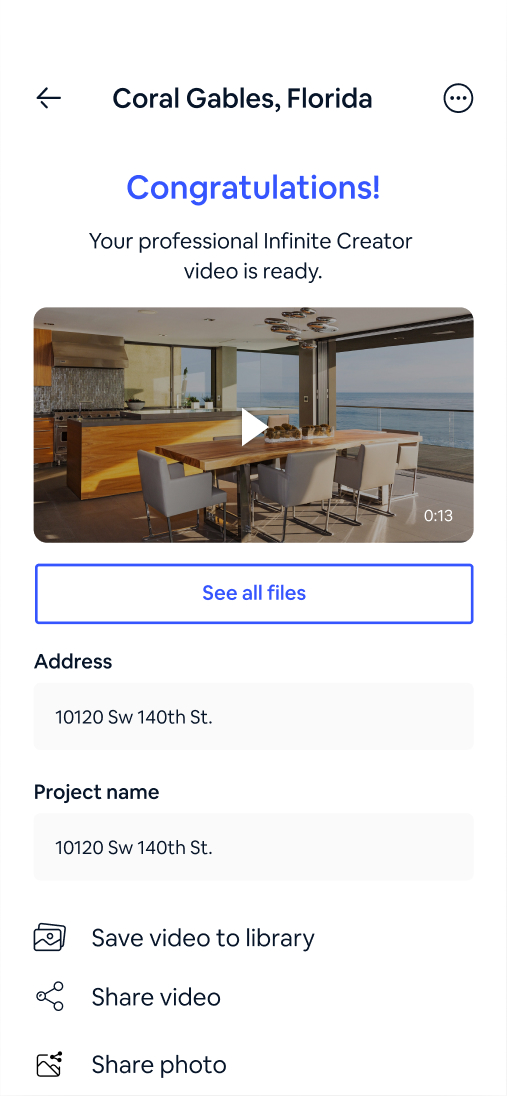 Coral Gables, Florida
Congratulations!
Your professional Infinite Creator
video is ready.
0:13
See all files
Address
10120 Sw 140th St.
Project name
10120 Sw 140th St.
Save video to library
Share video
Share photo